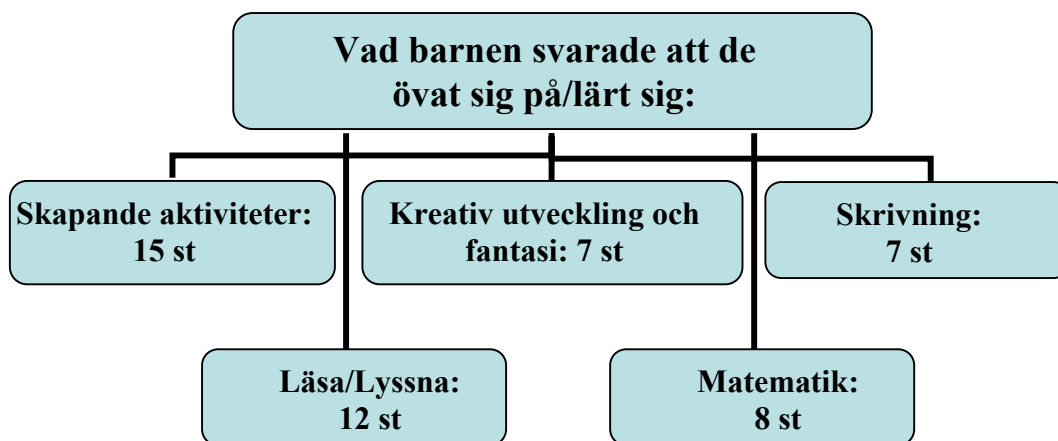 Vad barnen svarade att de
övat sig på/lärt sig:
Skapande aktiviteter:
15 st
Kreativ utveckling och
fantasi: 7 st
Skrivning:
7 st
Läsa/Lyssna:
12 st
Matematik:
8 st